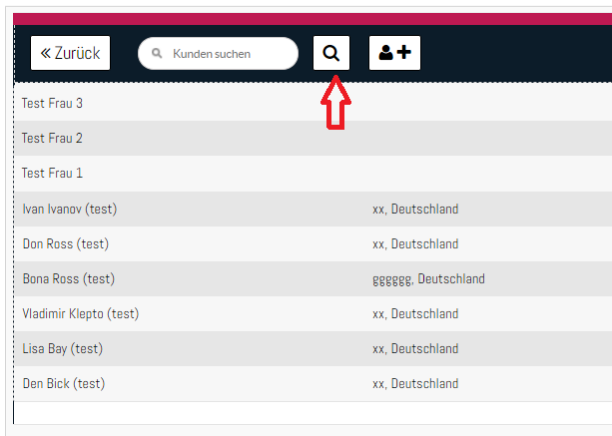 « Zurück Kunden suchen
Test Frau 3
Test Frau 2
Test Frau 1
Ivan Ivanov (test) xx, Deutschland
Don Ross (test) xx, Deutschland
Bona Ross (test) gggggg, Deutschland
Vladimir Klepto (test) xx, Deutschland
Lisa Bay (test) xx, Deutschland
Den Bick (test) xx, Deutschland